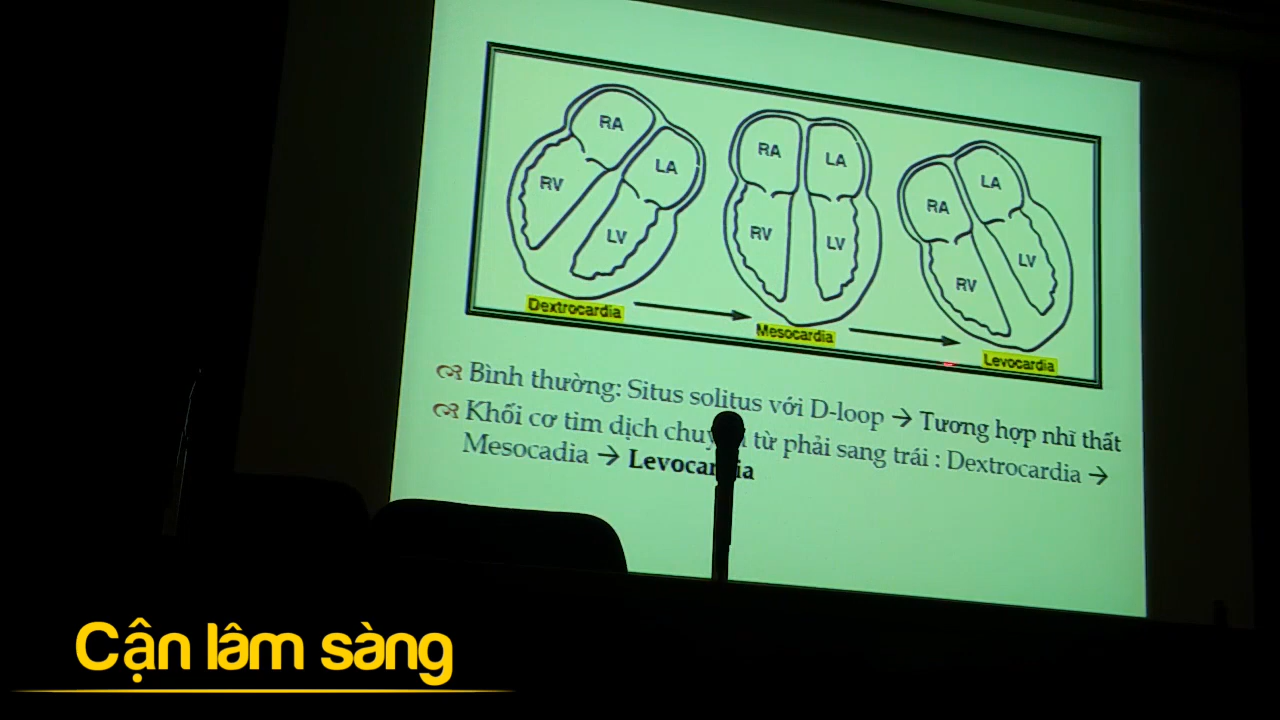 RA
LA
RV
LV
RA
LA
RV
LV
RA
LA
RV
LV
Dextrocardia
Mesocardia
Levocardia
Bình thường: Situs solitus với D-loop → Tương hợp nhĩ thất
Khối cơ tim dịch từ phải sang trái : Dextrocardia →
Mesocadia →
Cận lâm sàng